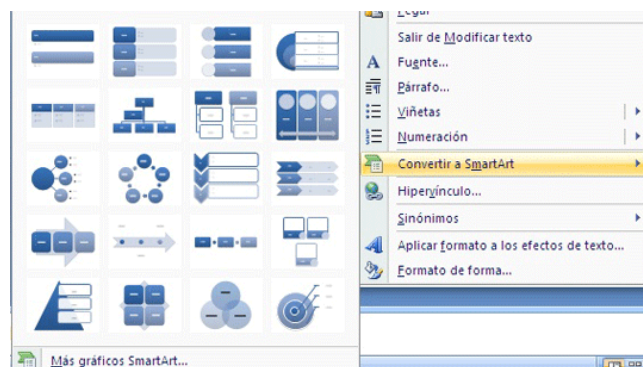 Pegar
Salir de Modificar texto
Fuente...
Párrafo...
Viñetas
Numeración
Convertir a SmartArt
Hipervínculo...
Sinónimos
Aplicar formato a los efectos de texto...
Formato de forma...
Más gráficos SmartArt...